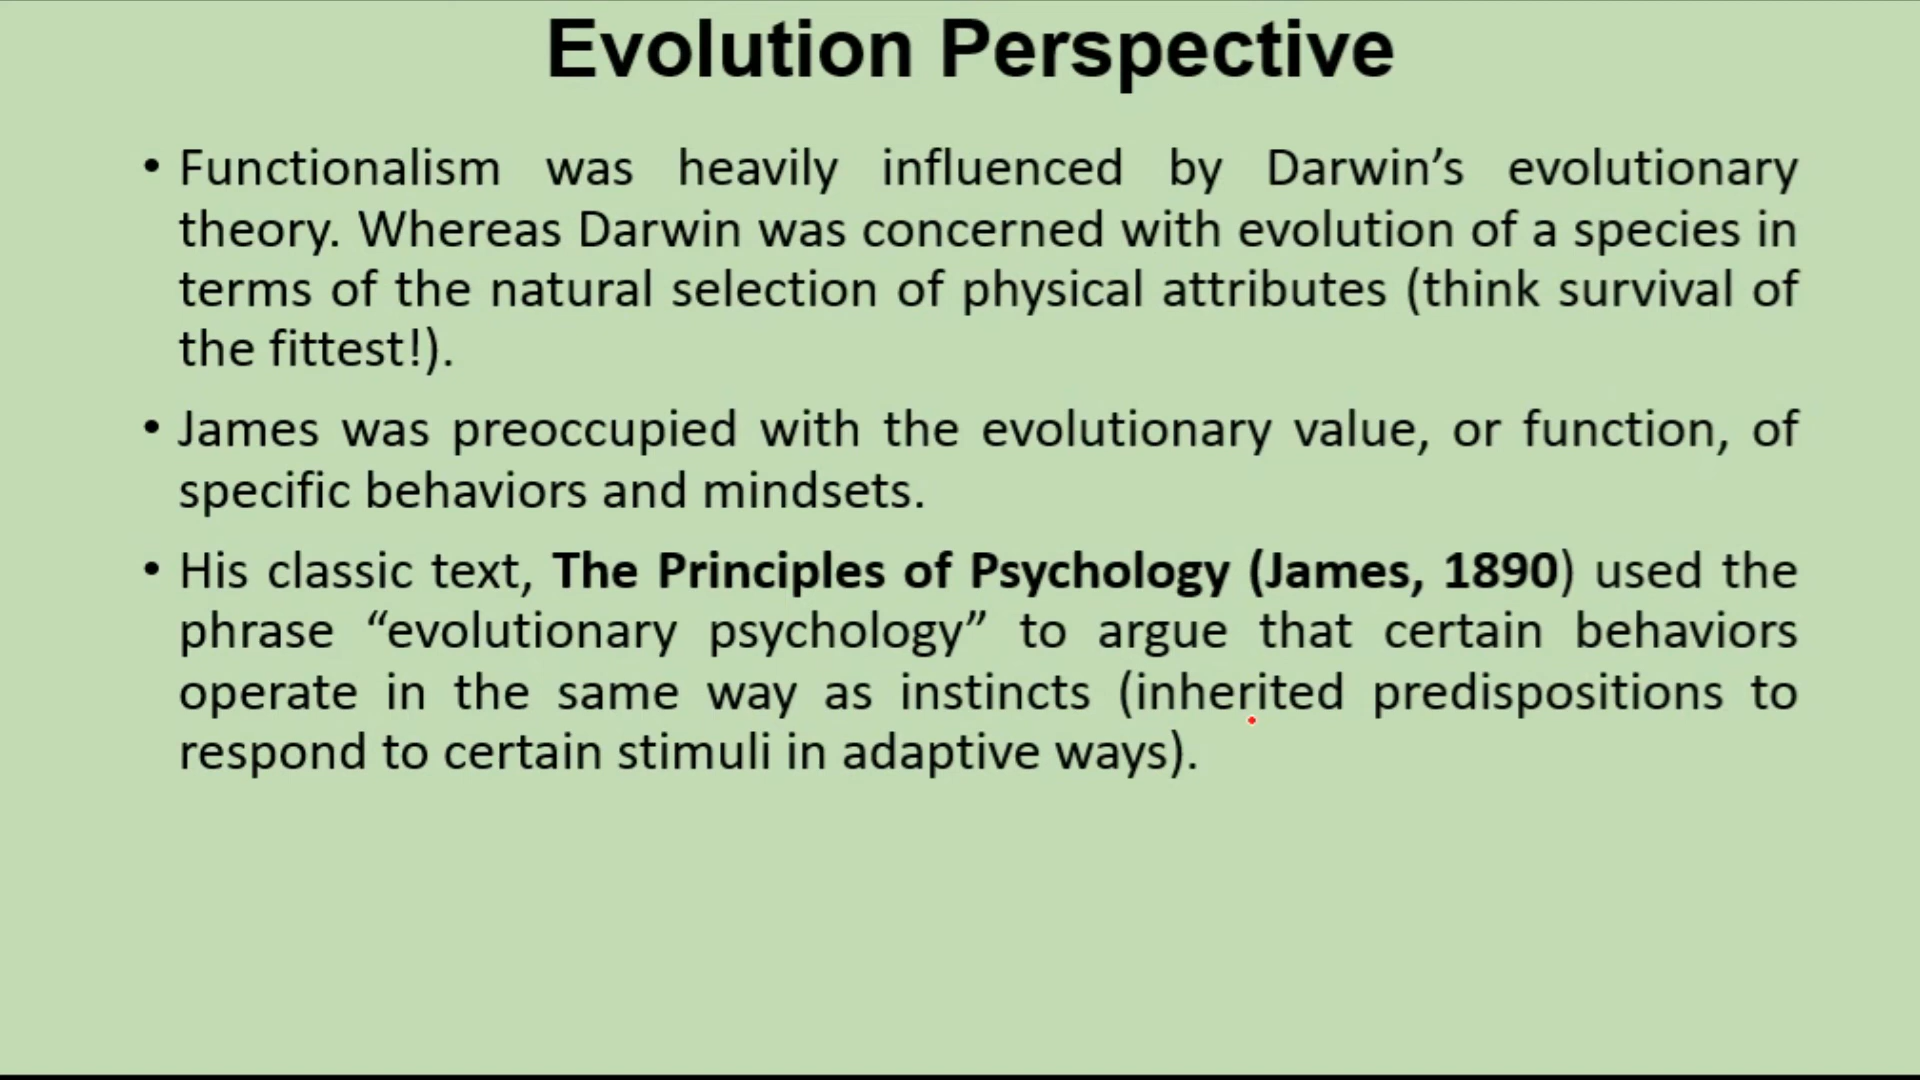 Evolution Perspective
• Functionalism was heavily influenced by Darwin’s evolutionary
theory. Whereas Darwin was concerned with evolution of a species in
terms of the natural selection of physical attributes (think survival of
the fittest!).
• James was preoccupied with the evolutionary value, or function, of
specific behaviors and mindsets.
• His classic text, The Principles of Psychology (James, 1890) used the
phrase “evolutionary psychology” to argue that certain behaviors
operate in the same way as instincts (inherited predispositions to
respond to certain stimuli in adaptive ways).